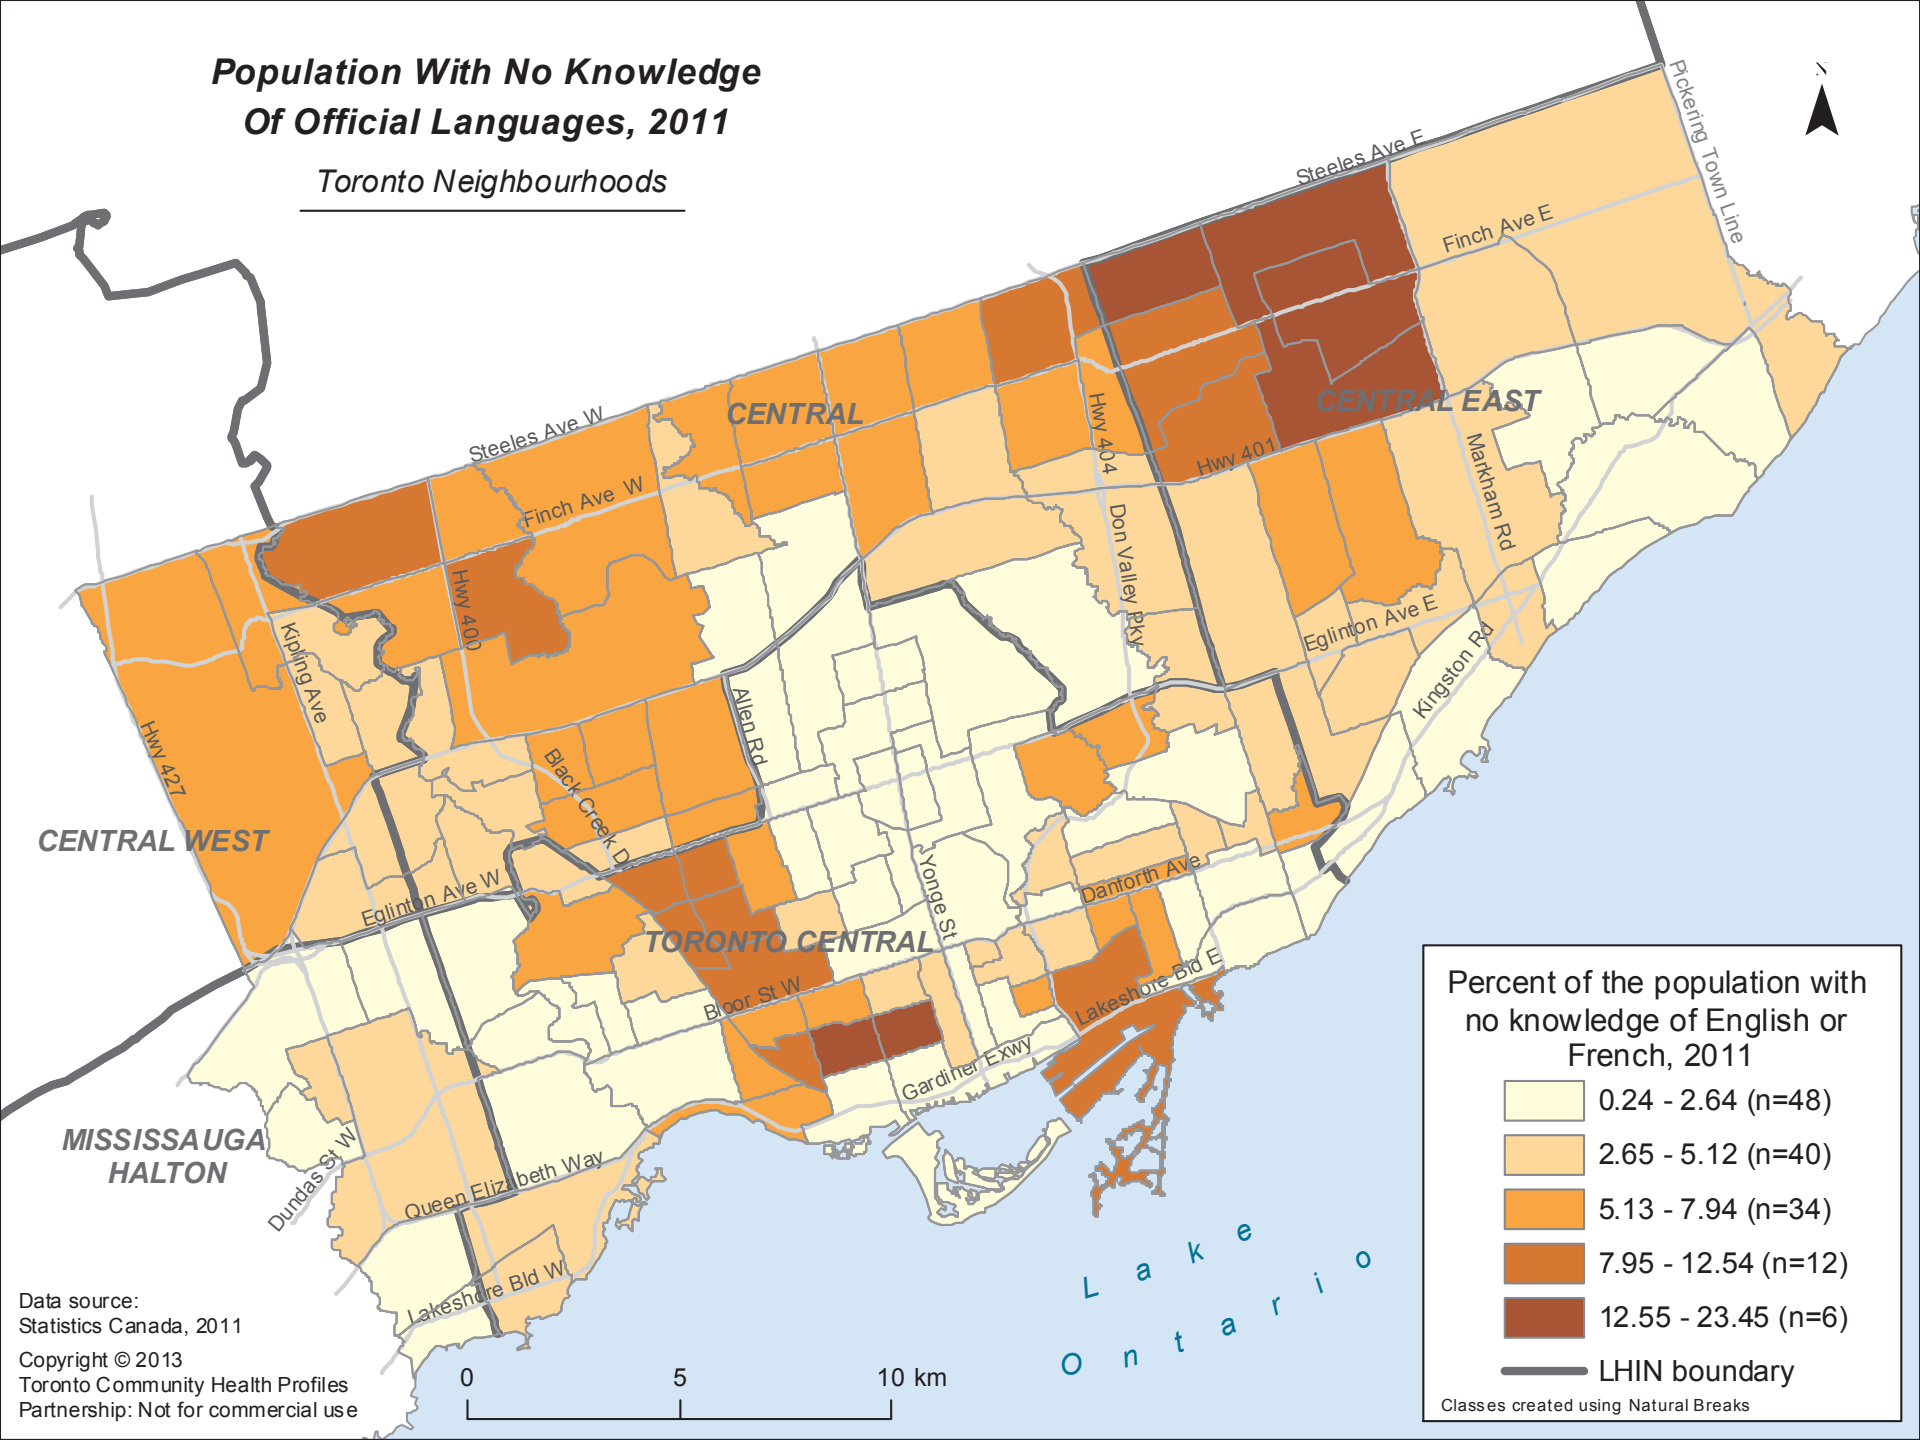 Population With No Knowledge
Of Official Languages, 2011
Toronto Neighbourhoods
N
Pickering Town Line
Steeles Ave E
Finch Ave E
CENTRAL
Steeles Ave W
Finch Ave W
Hwy 404
CENTRAL EAST
Hwy 401
Markham Rd
Don Valley Pky
Hwy 400
Kipling Ave
Eglinton Ave E
Kingston Rd
Hwy 427
Allen Rd
Black Creek D
CENTRAL WEST
Eglinton Ave W
Yonge St
Danforth Ave
TORONTO CENTRAL
Bloor St W
Lakeshore Bld E
Gardiner Exwy
MISSISSAUGA
HALTON
Dundas St W
Queen Elizabeth Way
Lakeshore Bld W
Lake
Ontario
Percent of the population with
no knowledge of English or
French, 2011
0.24 - 2.64 (n=48)
2.65 - 5.12 (n=40)
5.13 - 7.94 (n=34)
7.95 - 12.54 (n=12)
12.55 - 23.45 (n=6)
LHIN boundary
Classes created using Natural Breaks
Data source:
Statistics Canada, 2011
Copyright © 2013
Toronto Community Health Profiles
Partnership: Not for commercial use
0 5 10 km